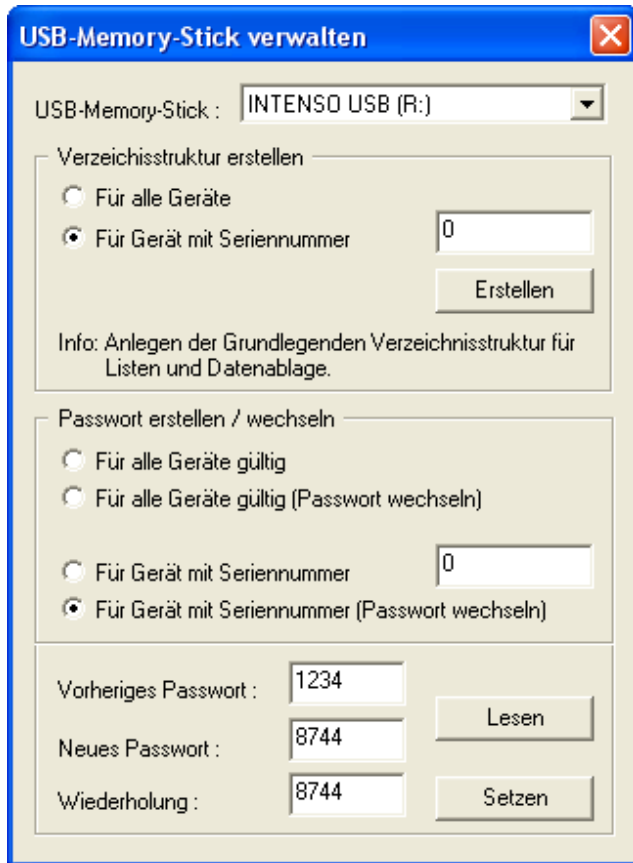 USB-Memory-Stick verwalten
USB-Memory-Stick : INTENSO USB (R:)
Verzeichisstruktur erstellen
Für alle Geräte
Für Gerät mit Seriennummer 0
Erstellen
Info: Anlegen der Grundlegenden Verzeichnisstruktur für
Listen und Datenablage.
Passwort erstellen / wechseln
Für alle Geräte gültig
Für alle Geräte gültig (Passwort wechseln)
Für Gerät mit Seriennummer 0
Für Gerät mit Seriennummer (Passwort wechseln)
Vorheriges Passwort : 1234
Lesen
Neues Passwort : 8744
Wiederholung : 8744 Setzen